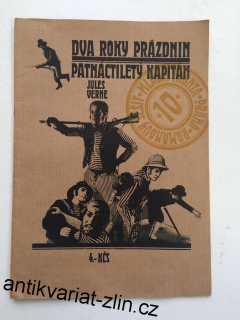 DVA ROKY PRÁZDNIN
PATNÁCTILETÝ KAPITÁN
JULES
VERNE
10
4.- KČS
antikvariat-zlin.cz